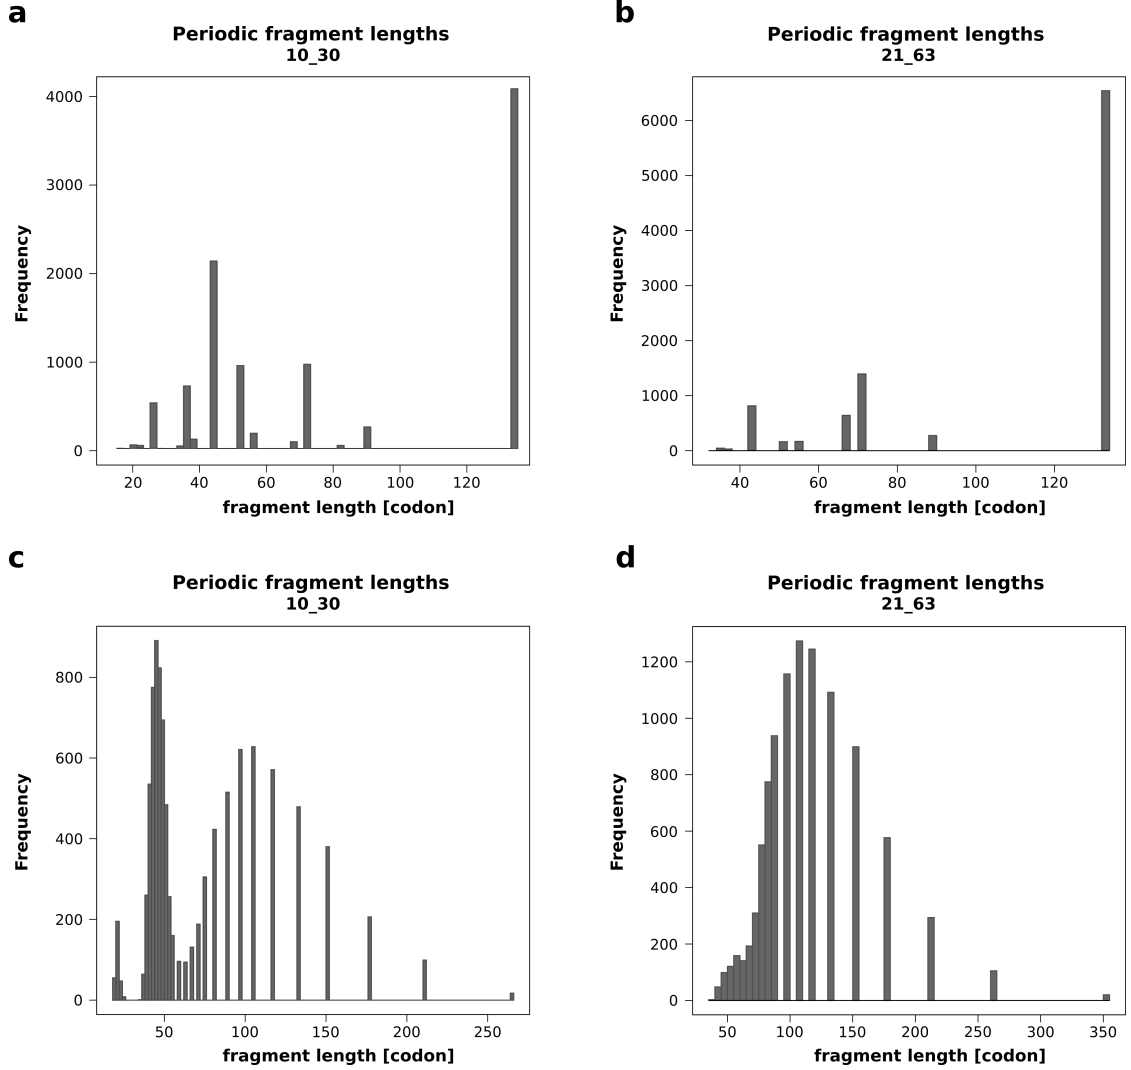 a
Periodic fragment lengths
10_30
4000
3000
2000
1000
0
Frequency
20 40 60 80 100 120
fragment length [codon]
b
Periodic fragment lengths
21_63
6000
5000
4000
3000
2000
1000
0
Frequency
40 60 80 100 120
fragment length [codon]
c
Periodic fragment lengths
10_30
800
600
400
200
0
Frequency
50 100 150 200 250
fragment length [codon]
d
Periodic fragment lengths
21_63
1200
1000
800
600
400
200
0
Frequency
50 100 150 200 250 300 350
fragment length [codon]